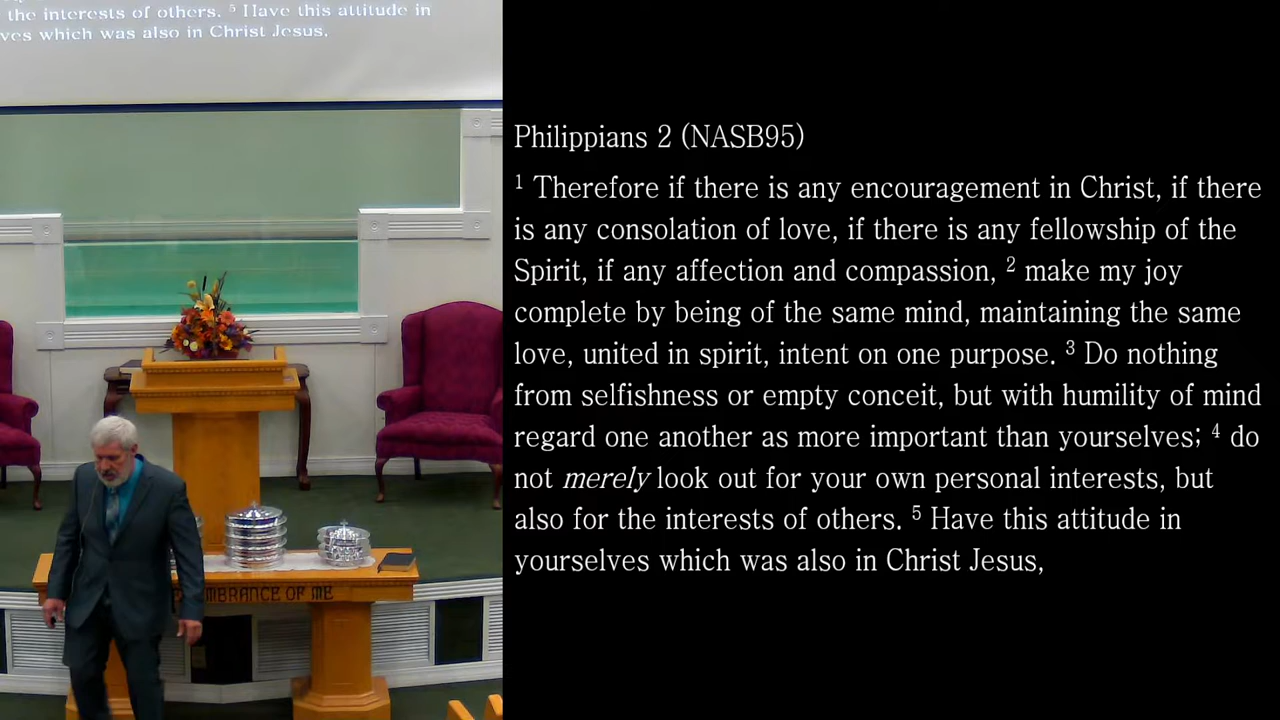 the interests of others. ⁵ Have this attitude in
ves which was also in Christ Jesus,
MBRANCE OF ME
Philippians 2 (NASB95)
¹ Therefore if there is any encouragement in Christ, if there
is any consolation of love, if there is any fellowship of the
Spirit, if any affection and compassion, ² make my joy
complete by being of the same mind, maintaining the same
love, united in spirit, intent on one purpose. ³ Do nothing
from selfishness or empty conceit, but with humility of mind
regard one another as more important than yourselves; ⁴ do
not merely look out for your own personal interests, but
also for the interests of others. ⁵ Have this attitude in
yourselves which was also in Christ Jesus,